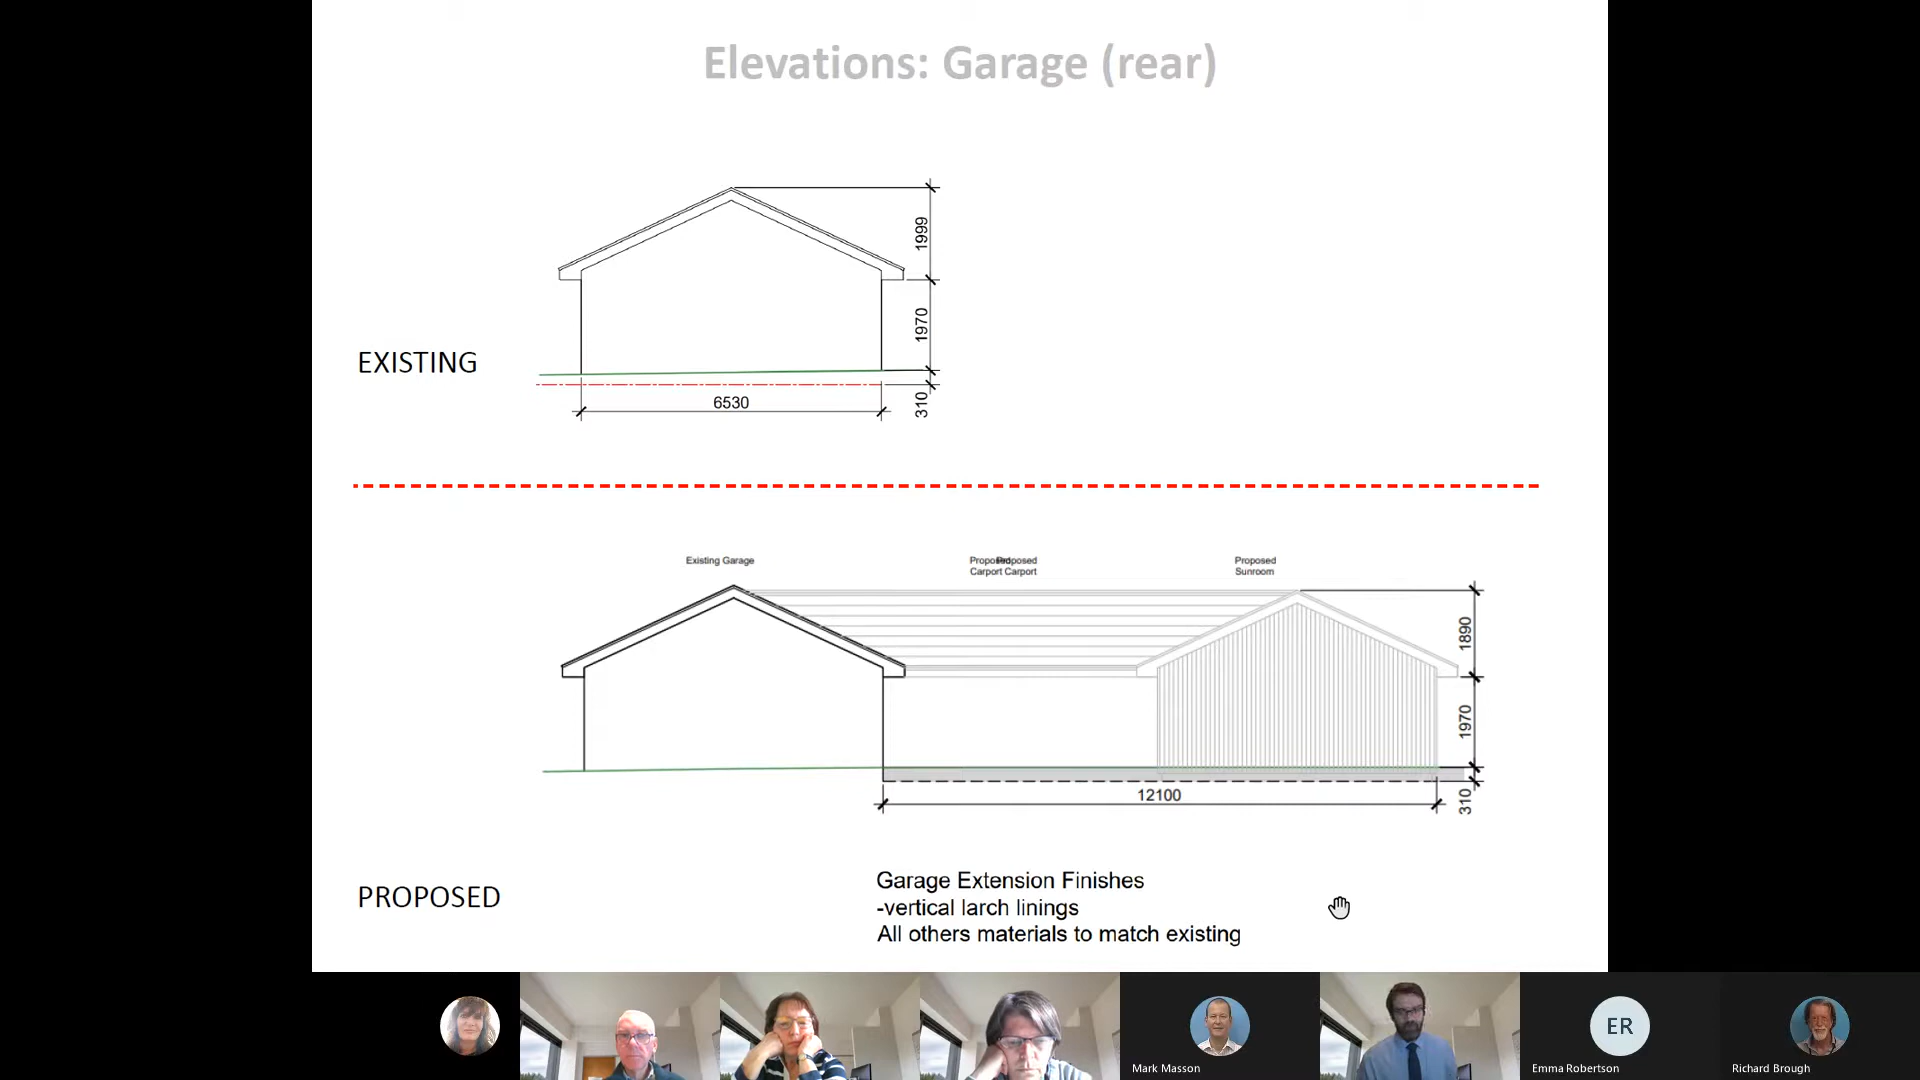 Elevations: Garage (rear)
1999
1970
310
6530
EXISTING
Existing Garage
Proposed Proposed
Carport Carport
Proposed
Sunroom
1890
1970
310
12100
PROPOSED
Garage Extension Finishes
-vertical larch linings
All others materials to match existing
ER
Mark Masson
Emma Robertson
Richard Brough